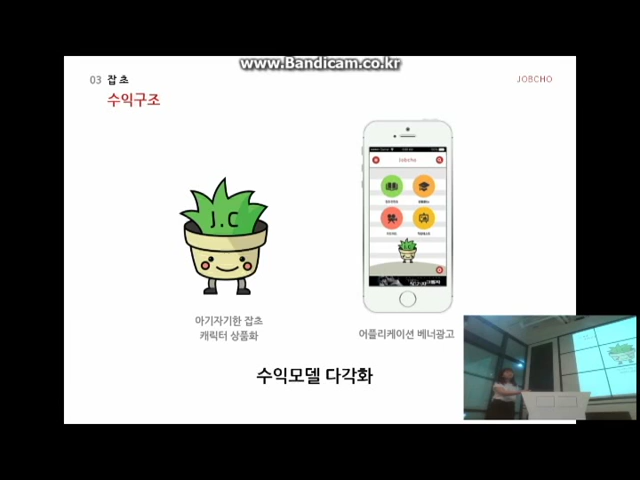 www.Bandicam.co.kr
03 잡초
JOBCHO
수익구조
J.C
Jobcho
아기자기한 잡초
캐릭터 상품화
어플리케이션 베너광고
수익모델 다각화